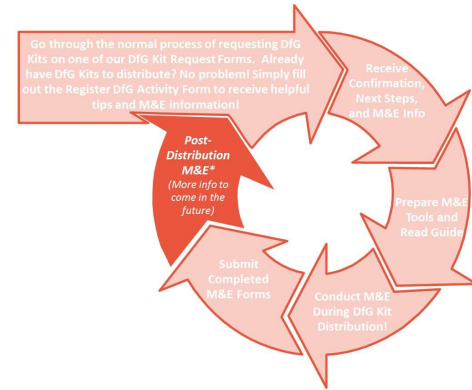 Go through the normal process of requesting DfG
Kits on one of our DfG Kit Request Forms. Already
have DfG Kits to distribute? No problem! Simply fill
out the Register DfG Activity Form to receive helpful
tips and M&E information!
Receive
Confirmation,
Next Steps,
and M&E Info
Prepare M&E
Tools and
Read Guide
Conduct M&E
During DfG Kit
Distribution!
Submit
Completed
M&E Forms
Post-
Distribution
M&E*
(More info to
come in the
future)